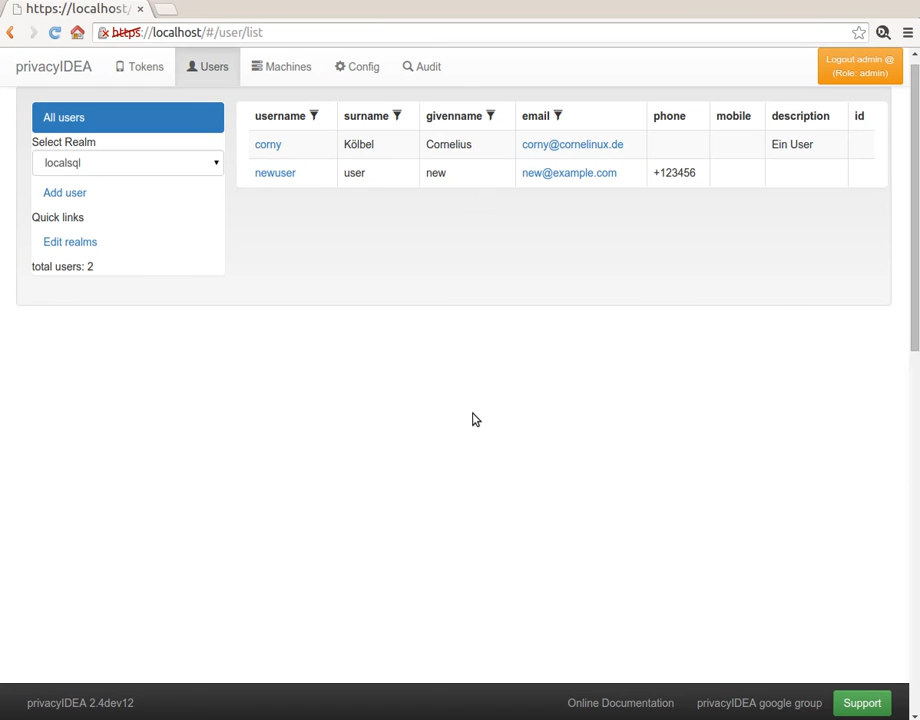 https://localhost/ ×
https://localhost/#/user/list
privacyIDEA Tokens Users Machines Config Audit Logout admin @ (Role: admin)
All users
Select Realm
localsql
Add user
Quick links
Edit realms
total users: 2
username surname givenname email phone mobile description id
corny Kölbel Cornelius corny@cornelinux.de Ein User
newuser user new new@example.com +123456
privacyIDEA 2.4dev12 Online Documentation privacyIDEA google group Support